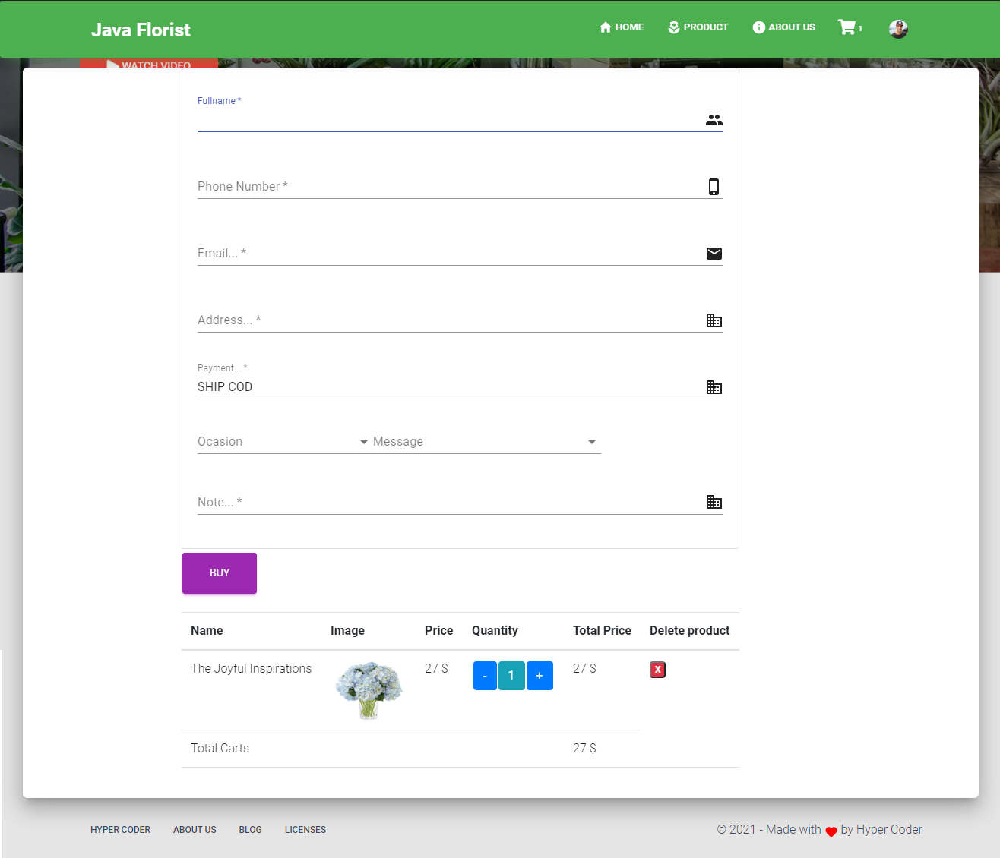 Java Florist
HOME PRODUCT ABOUT US 1
WATCH VIDEO
Fullname *
Phone Number *
Email... *
Address... *
Payment... *
SHIP COD
Ocasion Message
Note... *
BUY
Name Image Price Quantity Total Price Delete product
The Joyful Inspirations 27 $ - 1 + 27 $ X
Total Carts 27 $
HYPER CODER ABOUT US BLOG LICENSES © 2021 - Made with by Hyper Coder